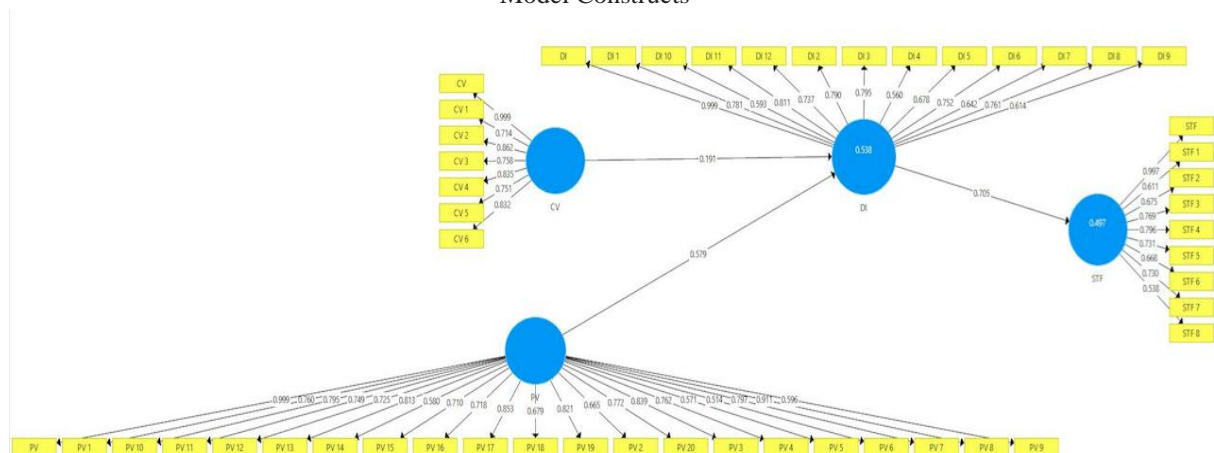 Model Constructs
DI DI 1 DI 10 DI 11 DI 12 DI 2 DI 3 DI 4 DI 5 DI 6 DI 7 DI 8 DI 9
0.999 0.781 0.593 0.811 0.737 0.790 0.795 0.560 0.678 0.752 0.642 0.761 0.614
CV
CV 1
CV 2
CV 3
CV 4
CV 5
CV 6
0.999
0.714
0.862
0.758
0.835
0.751
0.832
CV
0.191
0.538
DI
0.705
0.579
STF
STF 1
STF 2
STF 3
STF 4
STF 5
STF 6
STF 7
STF 8
0.997
0.611
0.675
0.769
0.796
0.731
0.668
0.730
0.538
0.497
STF
PV
0.999 0.760 0.795 0.749 0.725 0.813 0.580 0.710 0.718 0.853 0.679 0.821 0.665 0.772 0.839 0.762 0.571 0.514 0.797 0.911 0.596
PV PV 1 PV 10 PV 11 PV 12 PV 13 PV 14 PV 15 PV 16 PV 17 PV 18 PV 19 PV 2 PV 20 PV 3 PV 4 PV 5 PV 6 PV 7 PV 8 PV 9